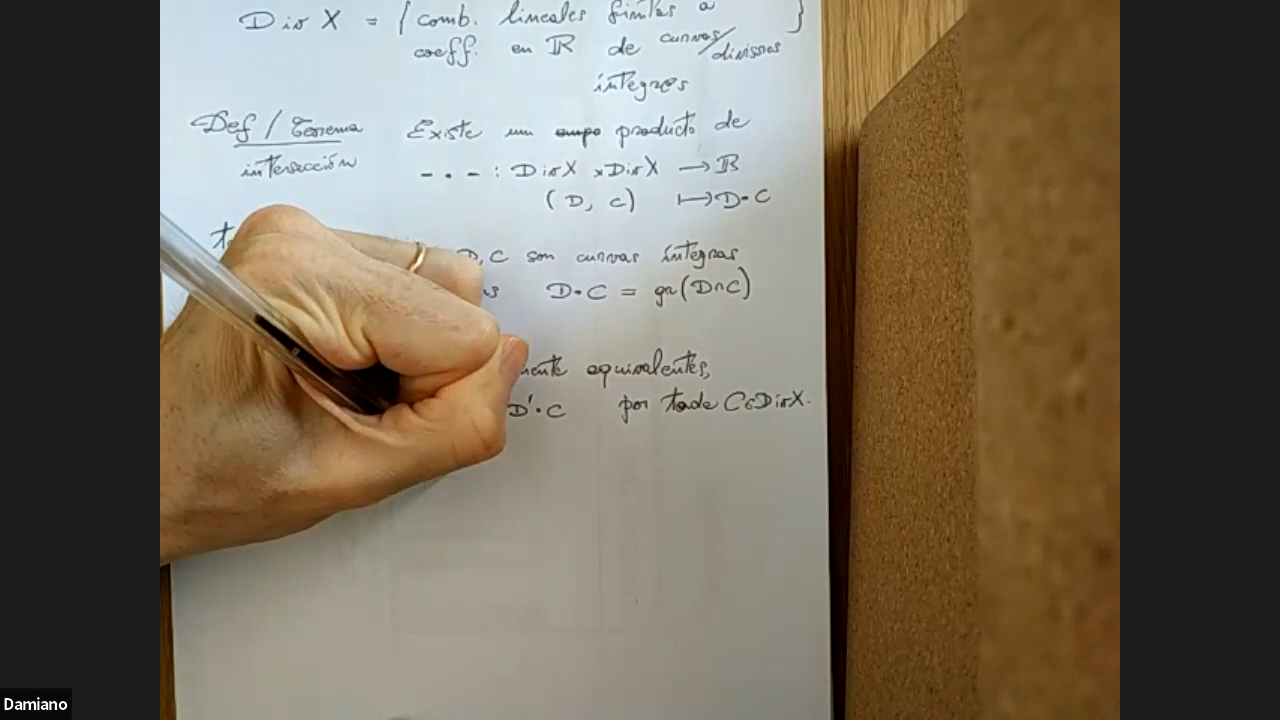 Div X = { comb. lineales finitas a }
coeff. en ℝ de curvas/divisores
íntegros
Def / Teorema Existe un producto de
intersección - . - : Div X × Div X → ℝ
(D, C) ↦ D·C
D, C son curvas íntegras
D·C = gr(D∩C)
equivalentes,
D'·C por todo C∈Div X.
Damiano